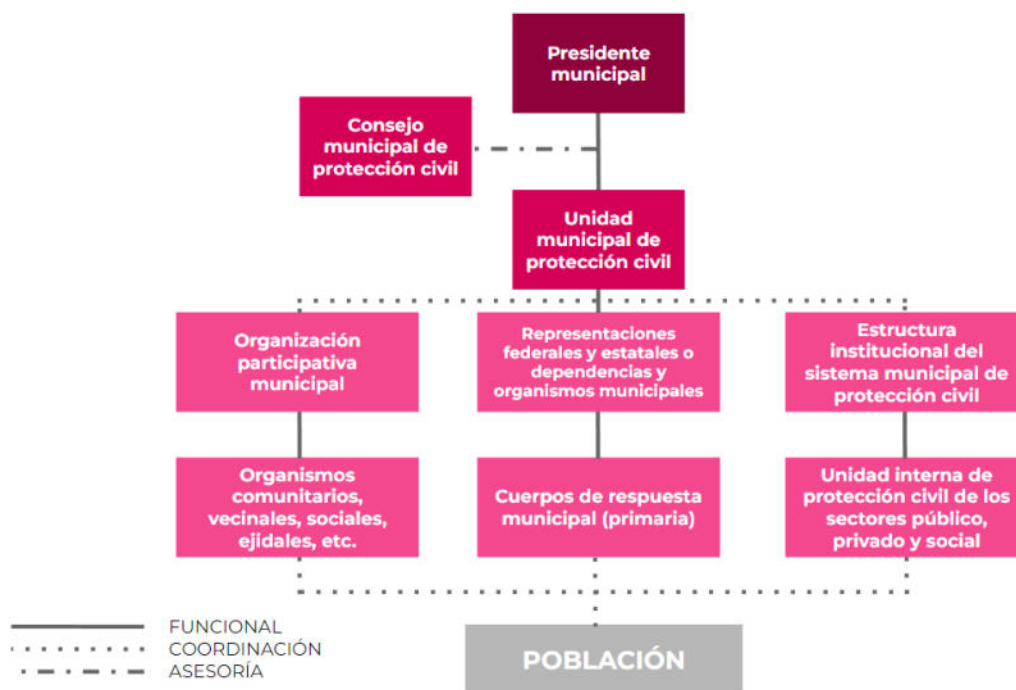 Presidente
municipal
Consejo
municipal de
protección civil
Unidad
municipal de
protección civil
Organización
participativa
municipal
Representaciones
federales y estatales o
dependencias y
organismos municipales
Estructura
institucional del
sistema municipal de
protección civil
Organismos
comunitarios,
vecinales, sociales,
ejidales, etc.
Cuerpos de respuesta
municipal (primaria)
Unidad interna de
protección civil de los
sectores público,
privado y social
FUNCIONAL
COORDINACIÓN
ASESORÍA
POBLACIÓN